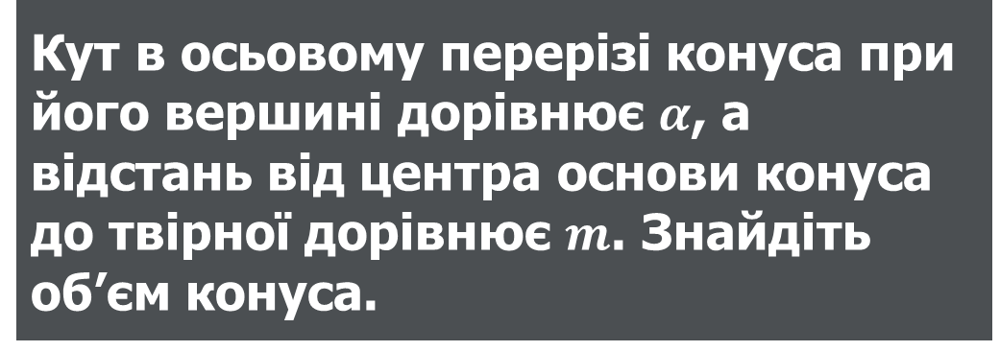 Кут в осьовому перерізі конуса при
його вершині дорівнює α, а
відстань від центра основи конуса
до твірної дорівнює m. Знайдіть
об’єм конуса.